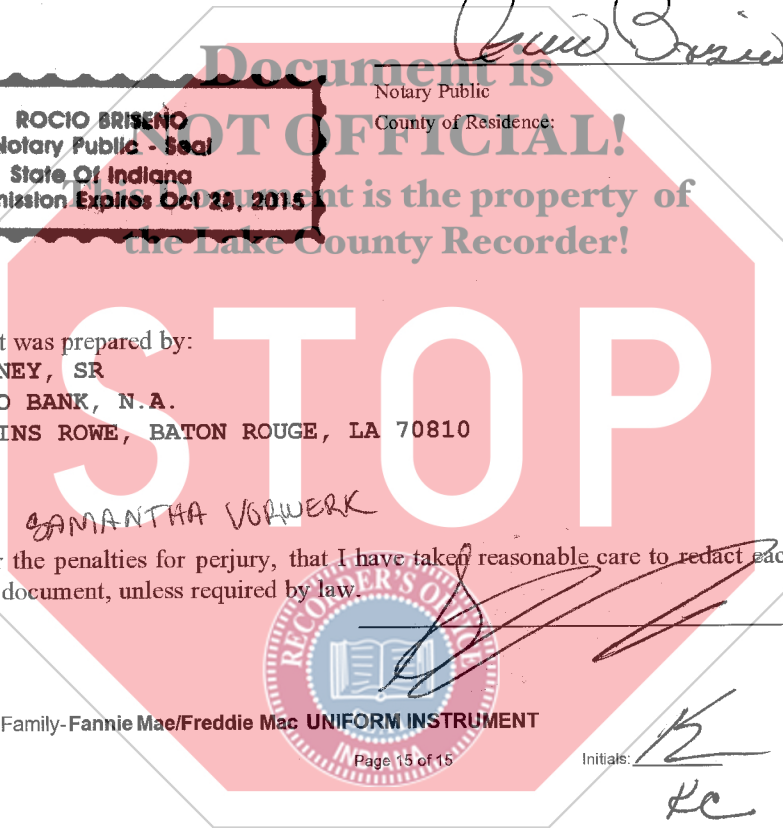 Document is
Notary Public
ROCIO BRISENO
County of Residence:
Notary Public - Seal
NOT OFFICIAL!
State Of Indiana
This Document is the property of
mission Expires Oct 23, 2015
the Lake County Recorder!
STOP
t was prepared by:
NEY, SR
O BANK, N.A.
INS ROWE, BATON ROUGE, LA 70810
SAMANTHA VORWERK
r the penalties for perjury, that I have taken reasonable care to redact eac
document, unless required by law.
RECORDER'S OFFICE
Family-Fannie Mae/Freddie Mac UNIFORM INSTRUMENT
INDIANA
Page 15 of 15
Initials:
KC